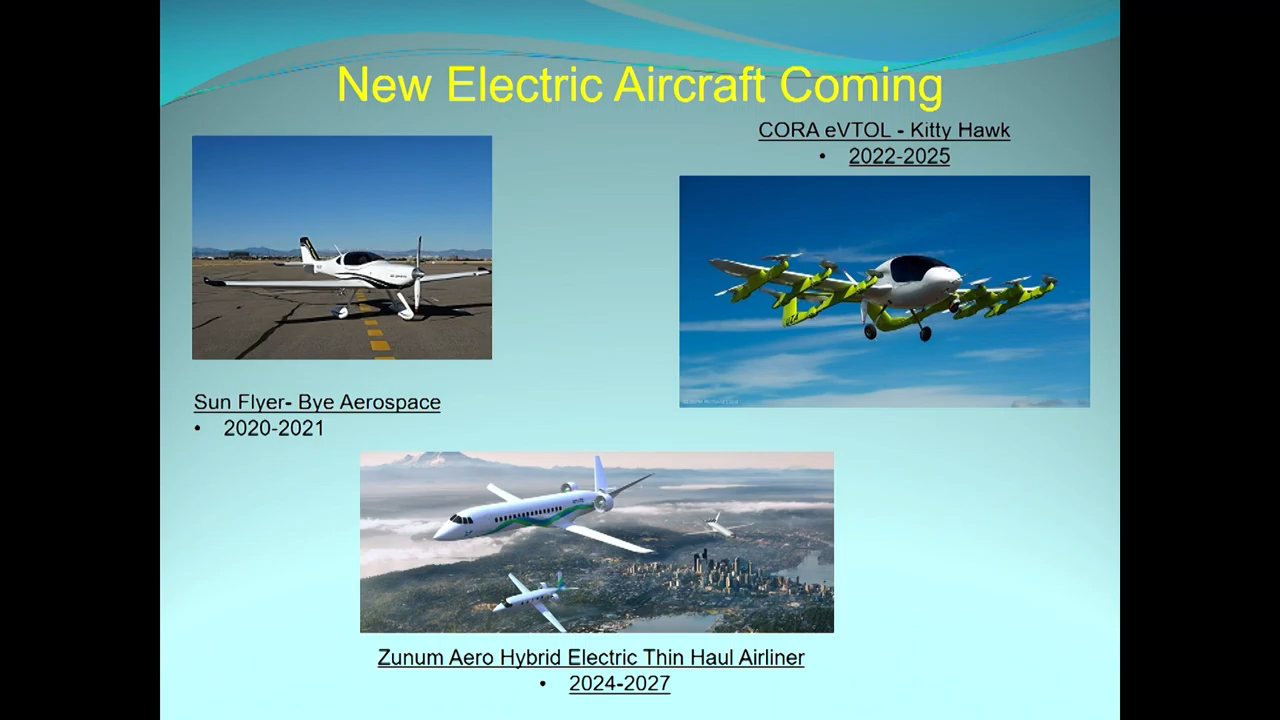 New Electric Aircraft Coming
CORA eVTOL - Kitty Hawk
• 2022-2025
Sun Flyer- Bye Aerospace
• 2020-2021
Zunum Aero Hybrid Electric Thin Haul Airliner
• 2024-2027